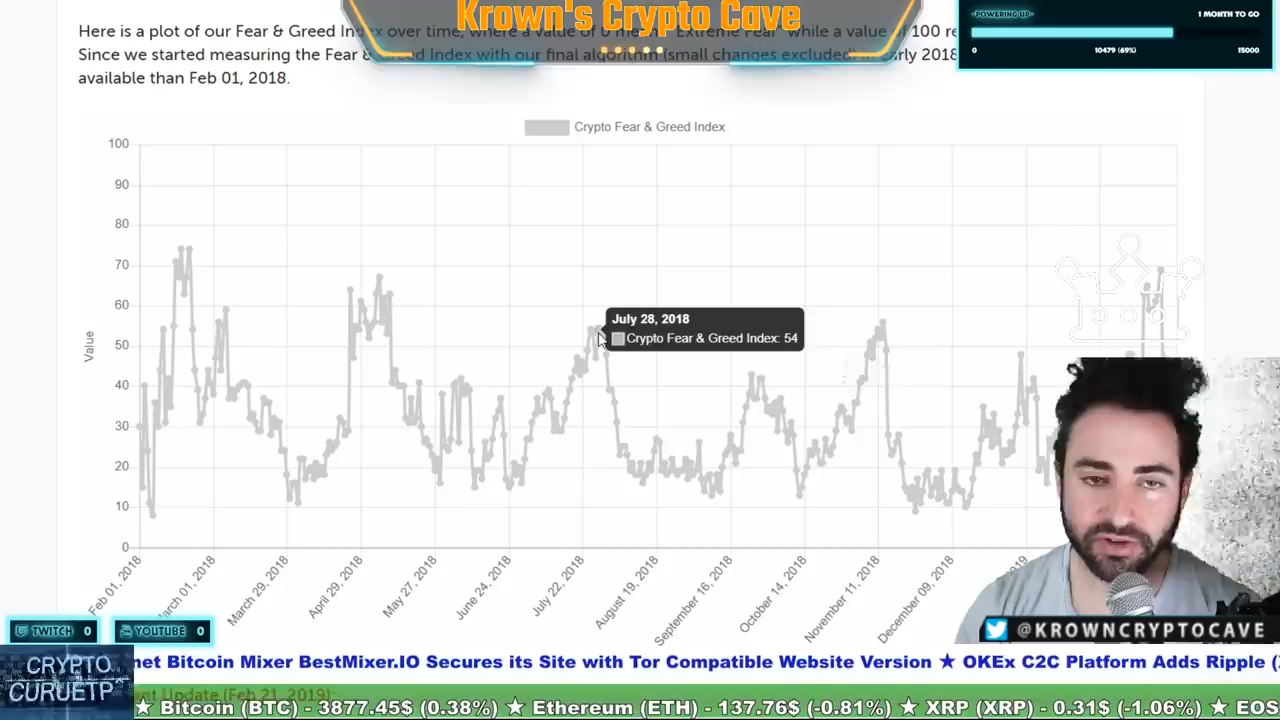 Krown's Crypto Cave
-POWERING UP-
1 MONTH TO GO
0
10479 (69%)
15000
Here is a plot of our Fear & Greed Index over time, where a value of 0 means "Extreme Fear" while a value of 100 re
Since we started measuring the Fear & Greed Index with our final algorithm (small changes excluded) in early 2018
available than Feb 01, 2018.
Crypto Fear & Greed Index
100
90
80
70
60
50
40
30
20
10
0
Value
July 28, 2018
Crypto Fear & Greed Index: 54
Feb 01, 2018
March 01, 2018
March 29, 2018
April 29, 2018
May 27, 2018
June 24, 2018
July 22, 2018
August 19, 2018
September 16, 2018
October 14, 2018
November 11, 2018
December 09, 2018
2019
TWITCH 0
YOUTUBE 0
@KROWNCRYPTOCAVE
CRYPTO
CURUETP^
net Bitcoin Mixer BestMixer.IO Secures its Site with Tor Compatible Website Version ★ OKEx C2C Platform Adds Ripple (
nt Update (Feb 21, 2019)
★ Bitcoin (BTC) - 3877.45$ (0.38%) ★ Ethereum (ETH) - 137.76$ (-0.81%) ★ XRP (XRP) - 0.31$ (-1.06%) ★ EOS